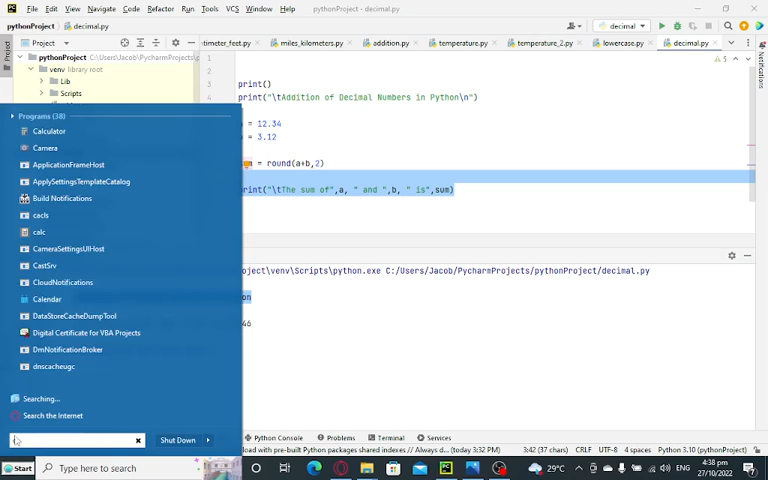 File Edit View Navigate Code Refactor Run Tools VCS Window Help pythonProject - decimal.py
pythonProject decimal.py decimal
Project timeter_feet.py miles_kilometers.py addition.py temperature.py temperature_2.py lowercase.py decimal.py
Project
Notifications
pythonProject C:\Users\Jacob\PycharmProjects\p
venv library root
Lib
Scripts
1
2
3
4
5
print()
print("\tAddition of Decimal Numbers in Python\n")
= 12.34
= 3.12
= round(a+b,2)
print("\tThe sum of",a, " and ",b, " is",sum)
Programs (38)
Calculator
Camera
ApplicationFrameHost
ApplySettingsTemplateCatalog
Build Notifications
cacls
calc
CameraSettingsUIHost
CastSrv
CloudNotifications
Calendar
DataStoreCacheDumpTool
Digital Certificate for VBA Projects
DmNotificationBroker
dnscacheugc
Searching...
Search the Internet
Shut Down
oject\venv\Scripts\python.exe C:/Users/Jacob/PycharmProjects/pythonProject/decimal.py
on
46
Python Console Problems Terminal Services
load with pre-built Python packages shared indexes // Always d... (today 3:32 PM) 3:42 (37 chars) CRLF UTF-8 4 spaces Python 3.10 (pythonProject)
Start Type here to search 29°C ENG 4:38 pm
27/10/2022